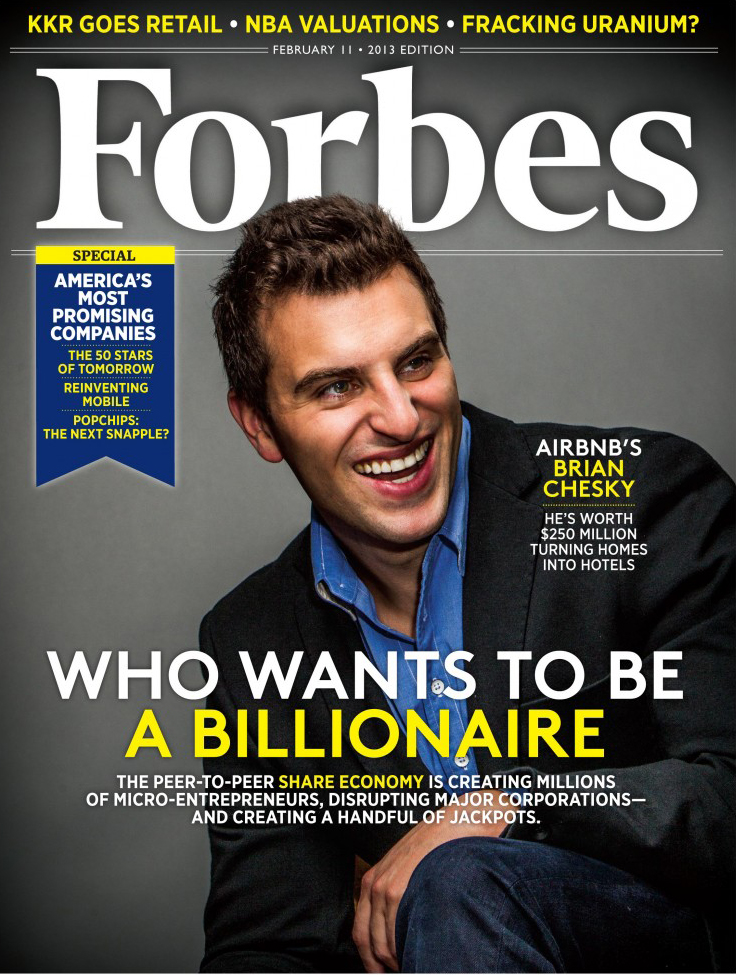 KKR GOES RETAIL • NBA VALUATIONS • FRACKING URANIUM?
FEBRUARY 11 • 2013 EDITION
Forbes
SPECIAL
AMERICA'S
MOST
PROMISING
COMPANIES
THE 50 STARS
OF TOMORROW
REINVENTING
MOBILE
POPCHIPS:
THE NEXT SNAPPLE?
AIRBNB'S
BRIAN
CHESKY
HE'S WORTH
$250 MILLION
TURNING HOMES
INTO HOTELS
WHO WANTS TO BE
A BILLIONAIRE
THE PEER-TO-PEER SHARE ECONOMY IS CREATING MILLIONS
OF MICRO-ENTREPRENEURS, DISRUPTING MAJOR CORPORATIONS—
AND CREATING A HANDFUL OF JACKPOTS.